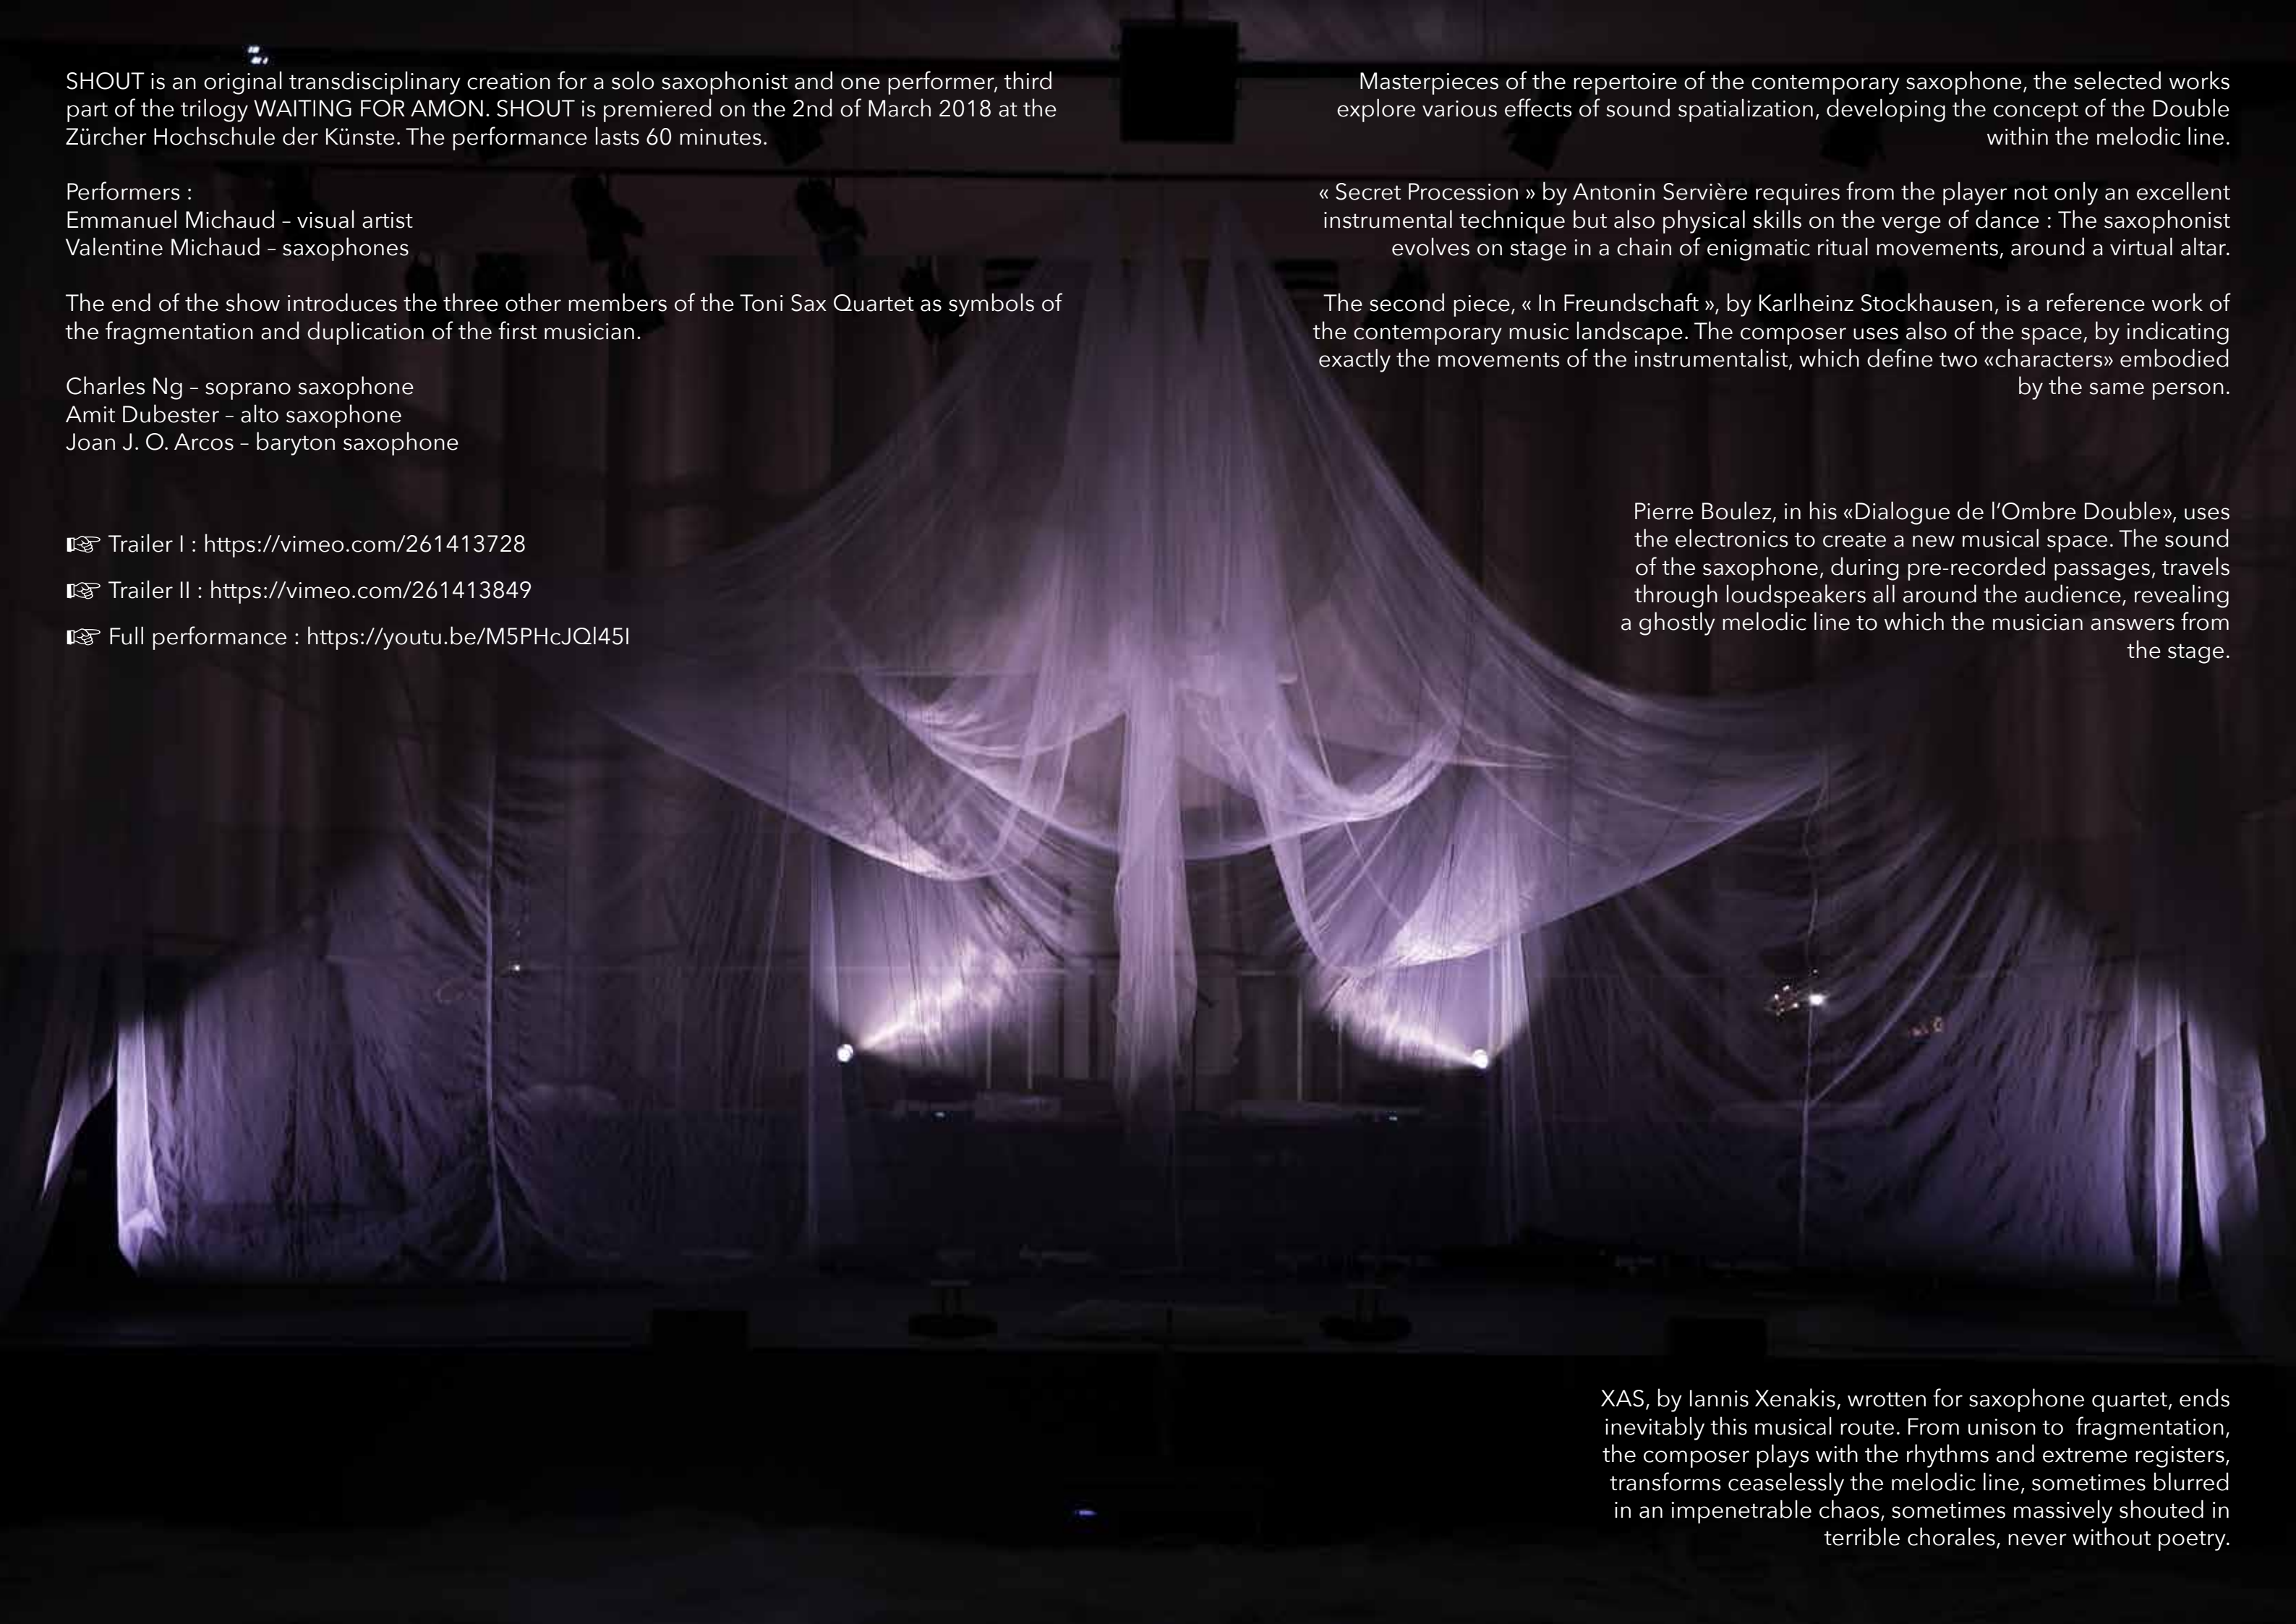 SHOUT is an original transdisciplinary creation for a solo saxophonist and one performer, third
part of the trilogy WAITING FOR AMON. SHOUT is premiered on the 2nd of March 2018 at the
Zürcher Hochschule der Künste. The performance lasts 60 minutes.
Performers :
Emmanuel Michaud – visual artist
Valentine Michaud – saxophones
The end of the show introduces the three other members of the Toni Sax Quartet as symbols of
the fragmentation and duplication of the first musician.
Charles Ng – soprano saxophone
Amit Dubester – alto saxophone
Joan J. O. Arcos – baryton saxophone
☞ Trailer I : https://vimeo.com/261413728
☞ Trailer II : https://vimeo.com/261413849
☞ Full performance : https://youtu.be/M5PHcJQl45I
Masterpieces of the repertoire of the contemporary saxophone, the selected works
explore various effects of sound spatialization, developing the concept of the Double
within the melodic line.
« Secret Procession » by Antonin Servière requires from the player not only an excellent
instrumental technique but also physical skills on the verge of dance : The saxophonist
evolves on stage in a chain of enigmatic ritual movements, around a virtual altar.
The second piece, « In Freundschaft », by Karlheinz Stockhausen, is a reference work of
the contemporary music landscape. The composer uses also of the space, by indicating
exactly the movements of the instrumentalist, which define two «characters» embodied
by the same person.
Pierre Boulez, in his «Dialogue de l’Ombre Double», uses
the electronics to create a new musical space. The sound
of the saxophone, during pre-recorded passages, travels
through loudspeakers all around the audience, revealing
a ghostly melodic line to which the musician answers from
the stage.
XAS, by Iannis Xenakis, wrotten for saxophone quartet, ends
inevitably this musical route. From unison to fragmentation,
the composer plays with the rhythms and extreme registers,
transforms ceaselessly the melodic line, sometimes blurred
in an impenetrable chaos, sometimes massively shouted in
terrible chorales, never without poetry.